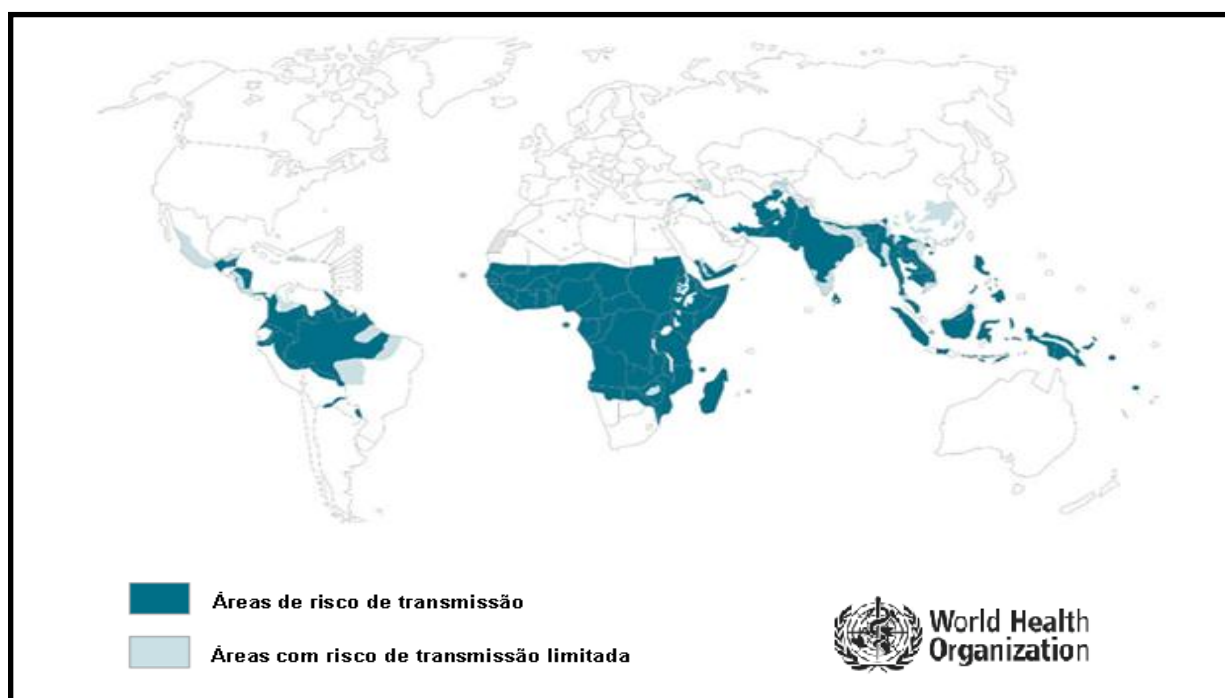 Áreas de risco de transmissão
Áreas com risco de transmissão limitada
World Health
Organization